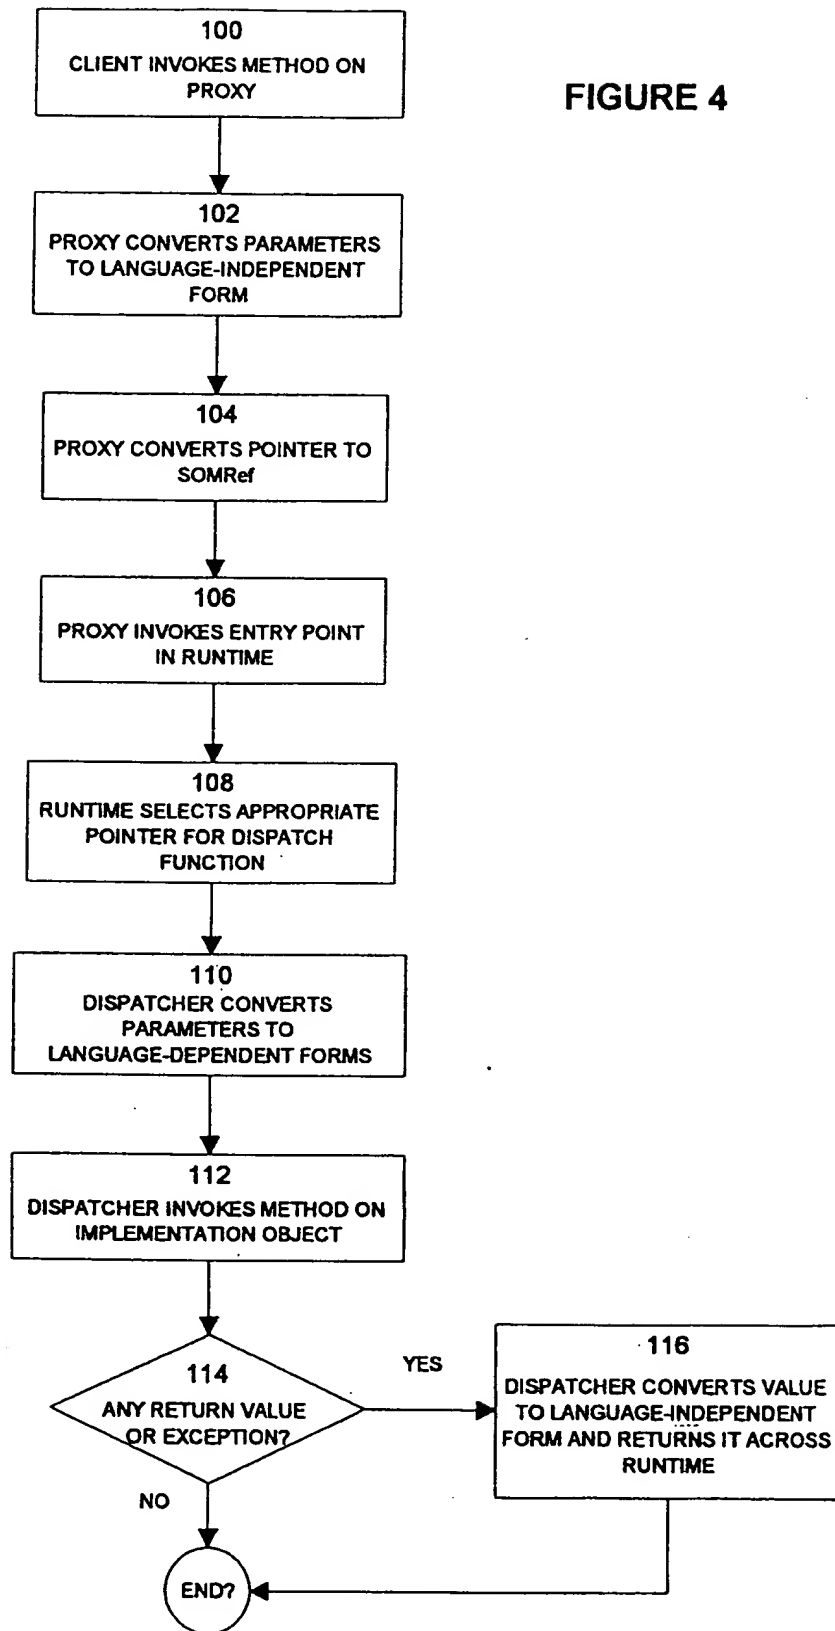 100
CLIENT INVOKES METHOD ON
PROXY
FIGURE 4
102
PROXY CONVERTS PARAMETERS
TO LANGUAGE-INDEPENDENT
FORM
104
PROXY CONVERTS POINTER TO
SOMRef
106
PROXY INVOKES ENTRY POINT
IN RUNTIME
108
RUNTIME SELECTS APPROPRIATE
POINTER FOR DISPATCH
FUNCTION
110
DISPATCHER CONVERTS
PARAMETERS TO
LANGUAGE-DEPENDENT FORMS
112
DISPATCHER INVOKES METHOD ON
IMPLEMENTATION OBJECT
114
ANY RETURN VALUE
OR EXCEPTION?
YES
116
DISPATCHER CONVERTS VALUE
TO LANGUAGE-INDEPENDENT
FORM AND RETURNS IT ACROSS
RUNTIME
NO
END?